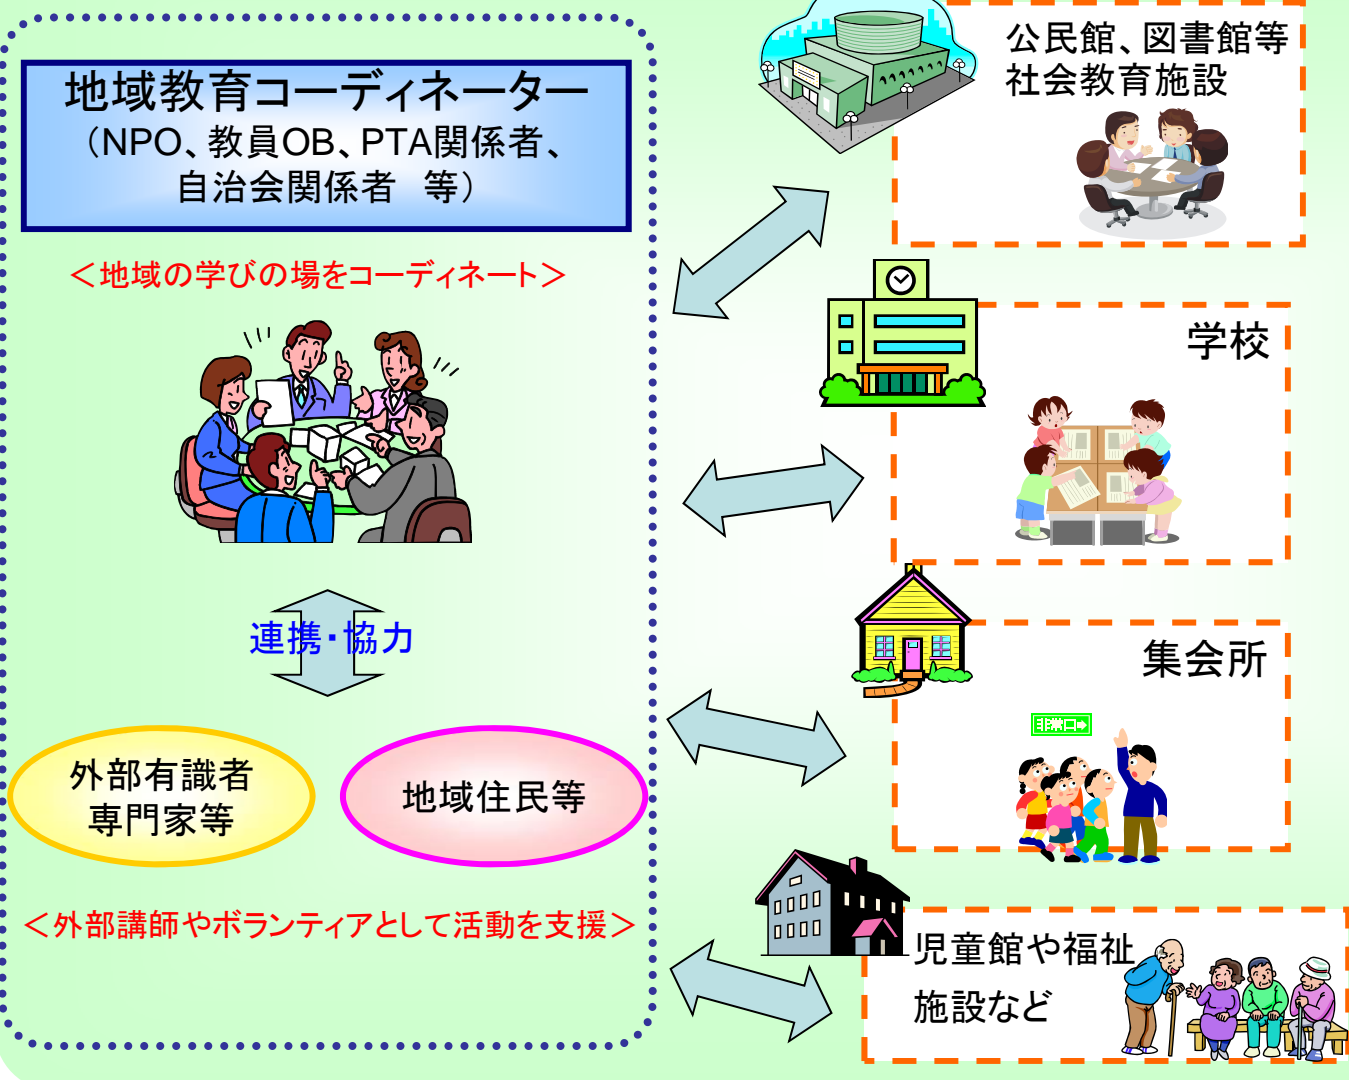 地域教育コーディネーター
（NPO、教員OB、PTA関係者、
自治会関係者　等）
＜地域の学びの場をコーディネート＞
連携・協力
外部有識者
専門家等
地域住民等
＜外部講師やボランティアとして活動を支援＞
公民館、図書館等
社会教育施設
学校
集会所
非常口
児童館や福祉
施設など